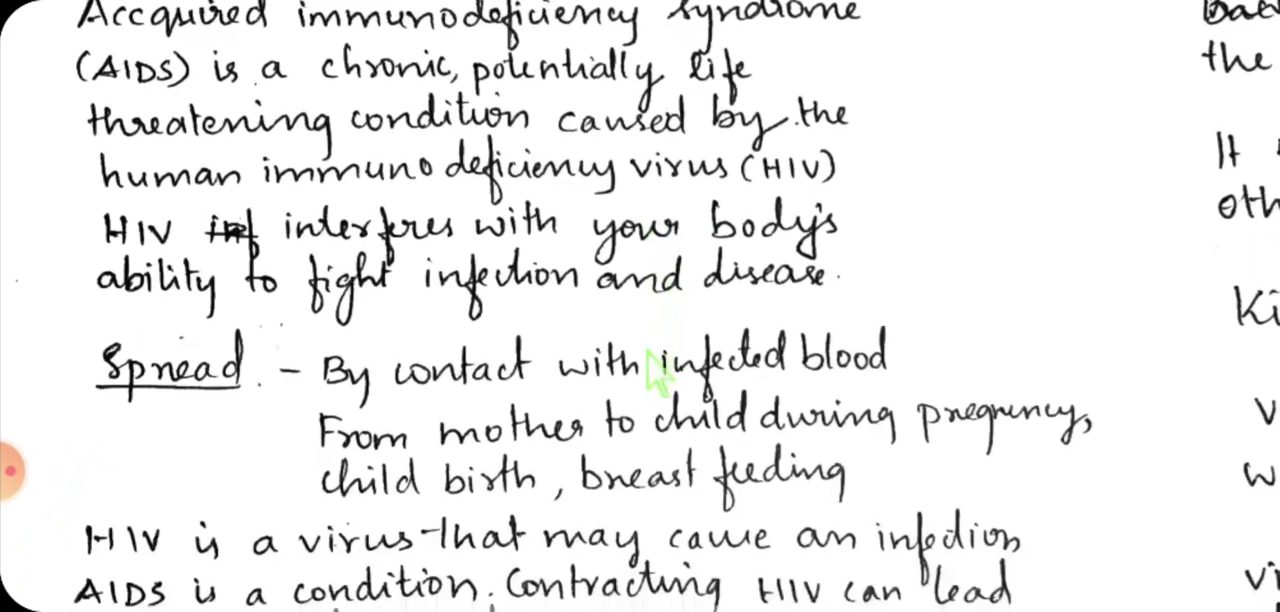 Accquired immunodeficiency syndrome
(AIDS) is a chronic, potentially life
threatening condition caused by the
human immuno deficiency virus (HIV)
HIV interferes with your body's
ability to fight infection and disease.
Spread - By contact with infected blood
From mother to child during pregnancy,
child birth, breast feeding
HIV is a virus that may cause an infection
AIDS is a condition. Contracting HIV can lead
the
It